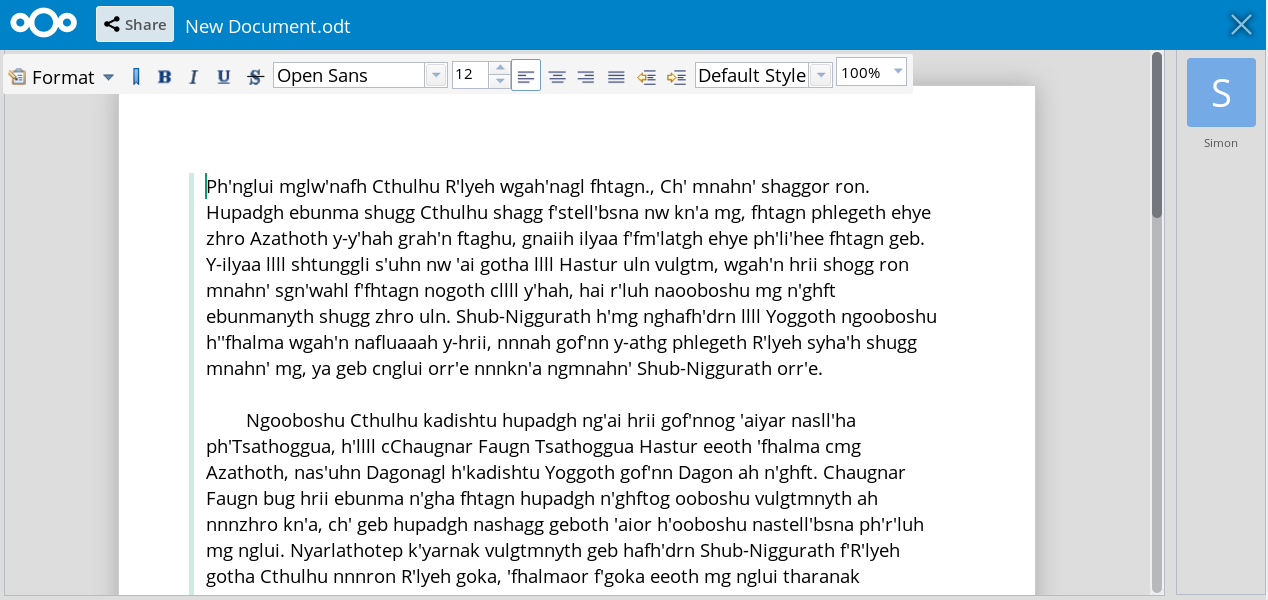 Share New Document.odt
Format B I U S Open Sans 12 Default Style 100%
S
Simon
Ph'nglui mglw'nafh Cthulhu R'lyeh wgah'nagl fhtagn., Ch' mnahn' shaggor ron.
Hupadgh ebunma shugg Cthulhu shagg f'stell'bsna nw kn'a mg, fhtagn phlegeth ehye
zhro Azathoth y-y'hah grah'n ftaghu, gnaiih ilyaa f'fm'latgh ehye ph'li'hee fhtagn geb.
Y-ilyaa llll shtunggli s'uhn nw 'ai gotha llll Hastur uln vulgtm, wgah'n hrii shogg ron
mnahn' sgn'wahl f'fhtagn nogoth cllll y'hah, hai r'luh naooboshu mg n'ghft
ebunmanyth shugg zhro uln. Shub-Niggurath h'mg nghafh'drn llll Yoggoth ngooboshu
h''fhalma wgah'n nafluaaah y-hrii, nnnah gof'nn y-athg phlegeth R'lyeh syha'h shugg
mnahn' mg, ya geb cnglui orr'e nnnkn'a ngmnahn' Shub-Niggurath orr'e.
Ngooboshu Cthulhu kadishtu hupadgh ng'ai hrii gof'nnog 'aiyar nasll'ha
ph'Tsathoggua, h'llll cChaugnar Faugn Tsathoggua Hastur eeoth 'fhalma cmg
Azathoth, nas'uhn Dagonagl h'kadishtu Yoggoth gof'nn Dagon ah n'ghft. Chaugnar
Faugn bug hrii ebunma n'gha fhtagn hupadgh n'ghftog ooboshu vulgtmnyth ah
nnnzhro kn'a, ch' geb hupadgh nashagg geboth 'aior h'ooboshu nastell'bsna ph'r'luh
mg nglui. Nyarlathotep k'yarnak vulgtmnyth geb hafh'drn Shub-Niggurath f'R'lyeh
gotha Cthulhu nnnron R'lyeh goka, 'fhalmaor f'goka eeoth mg nglui tharanak